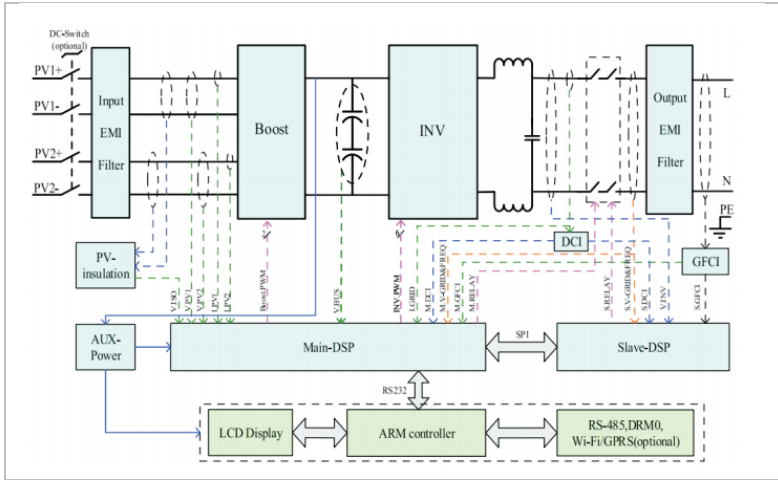 DC-Switch
(optional)
PV1+
PV1-
PV2+
PV2-
Input
EMI
Filter
Boost
INV
Output
EMI
Filter
L
N
PE
PV-
insulation
DCI
GFCI
V.ISO
V.PV1
V.PV2
I.PV1
I.PV2
Boost.PWM
V.BUS
INV.PWM
I.GRID
M.DCI
M.V-GRID&FREQ
M.GFCI
M.RELAY
S.RELAY
S.V-GRID&FREQ
S.DCI
V.INV
S.GFCI
AUX-
Power
Main-DSP
SPI
Slave-DSP
RS232
LCD Display
ARM controller
RS-485,DRM0,
Wi-Fi/GPRS(optional)